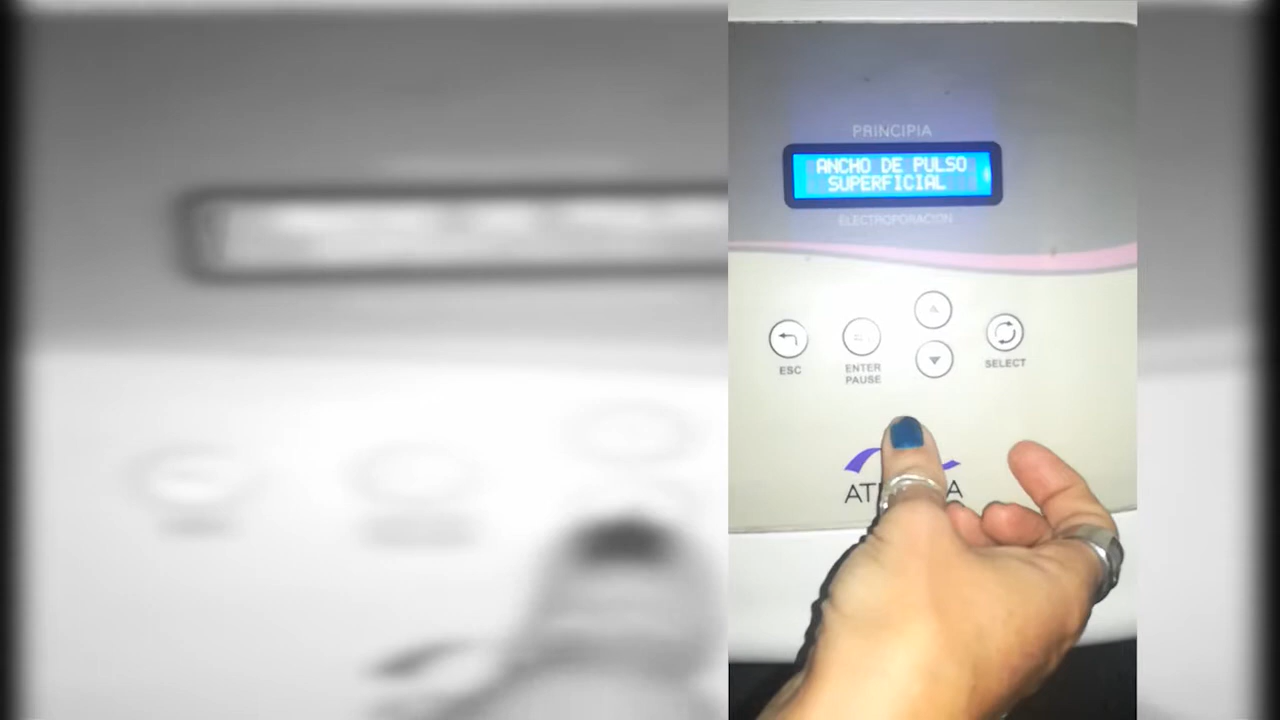 PRINCIPIA
ANCHO DE PULSO
SUPERFICIAL
ELECTROPORACION
ESC
ENTER
PAUSE
SELECT